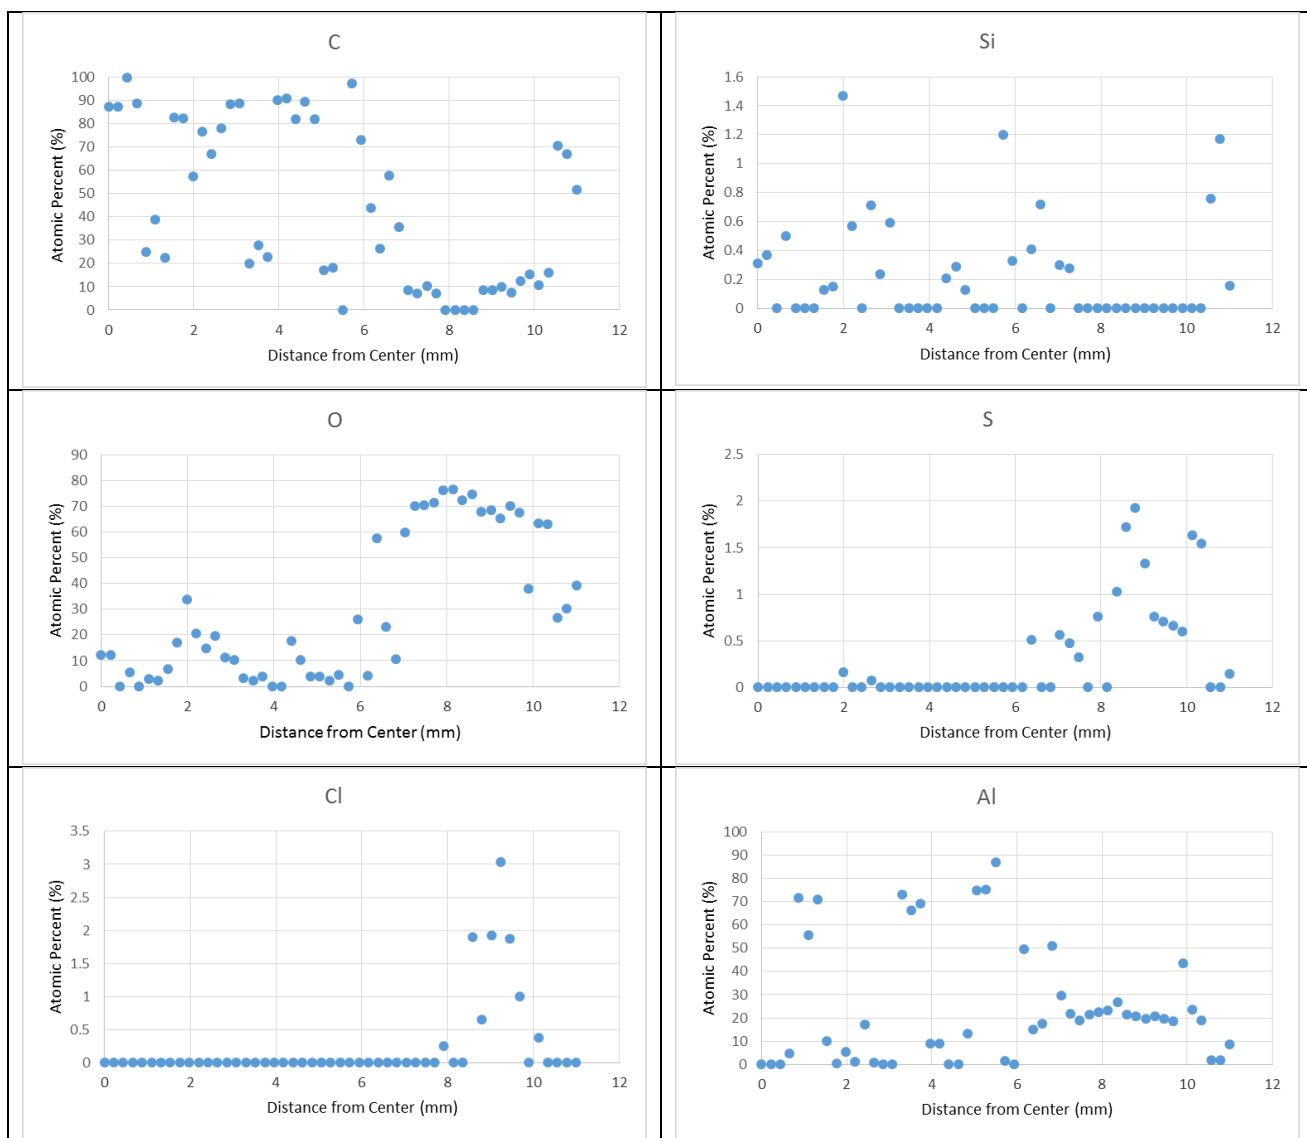 C
100
90
80
70
60
50
40
30
20
10
0
0 2 4 6 8 10 12
Atomic Percent (%)
Distance from Center (mm)
Si
1.6
1.4
1.2
1
0.8
0.6
0.4
0.2
0
0 2 4 6 8 10 12
Atomic Percent (%)
Distance from Center (mm)
O
90
80
70
60
50
40
30
20
10
0
0 2 4 6 8 10 12
Atomic Percent (%)
Distance from Center (mm)
S
2.5
2
1.5
1
0.5
0
0 2 4 6 8 10 12
Atomic Percent (%)
Distance from Center (mm)
Cl
3.5
3
2.5
2
1.5
1
0.5
0
0 2 4 6 8 10 12
Atomic Percent (%)
Distance from Center (mm)
Al
100
90
80
70
60
50
40
30
20
10
0
0 2 4 6 8 10 12
Atomic Percent (%)
Distance from Center (mm)